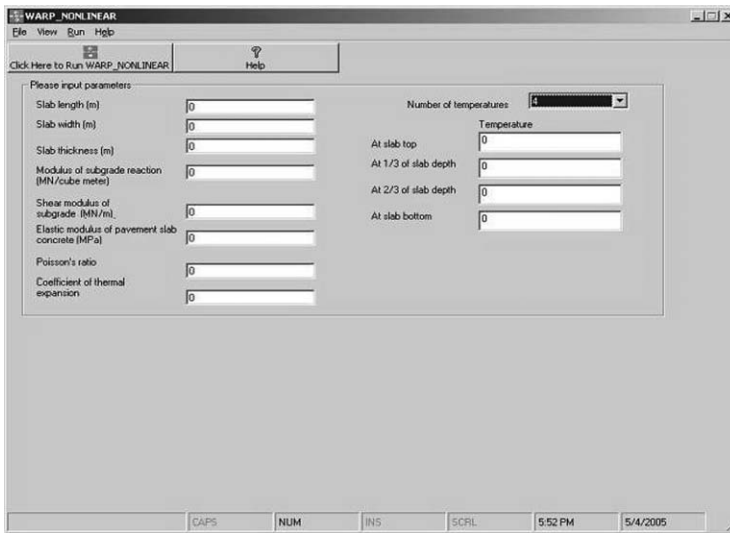 WARP_NONLINEAR
File View Run Help
Click Here to Run WARP_NONLINEAR
?
Help
Please input parameters
Slab length (m)
0
Slab width (m)
0
Slab thickness (m)
0
Modulus of subgrade reaction
(MN/cube meter)
0
Shear modulus of
subgrade (MN/m)
0
Elastic modulus of pavement slab
concrete (MPa)
0
Poisson's ratio
0
Coefficient of thermal
expansion
0
Number of temperatures
4
Temperature
At slab top
0
At 1/3 of slab depth
0
At 2/3 of slab depth
0
At slab bottom
0
CAPS NUM INS SCRL 5:52 PM 5/4/2005